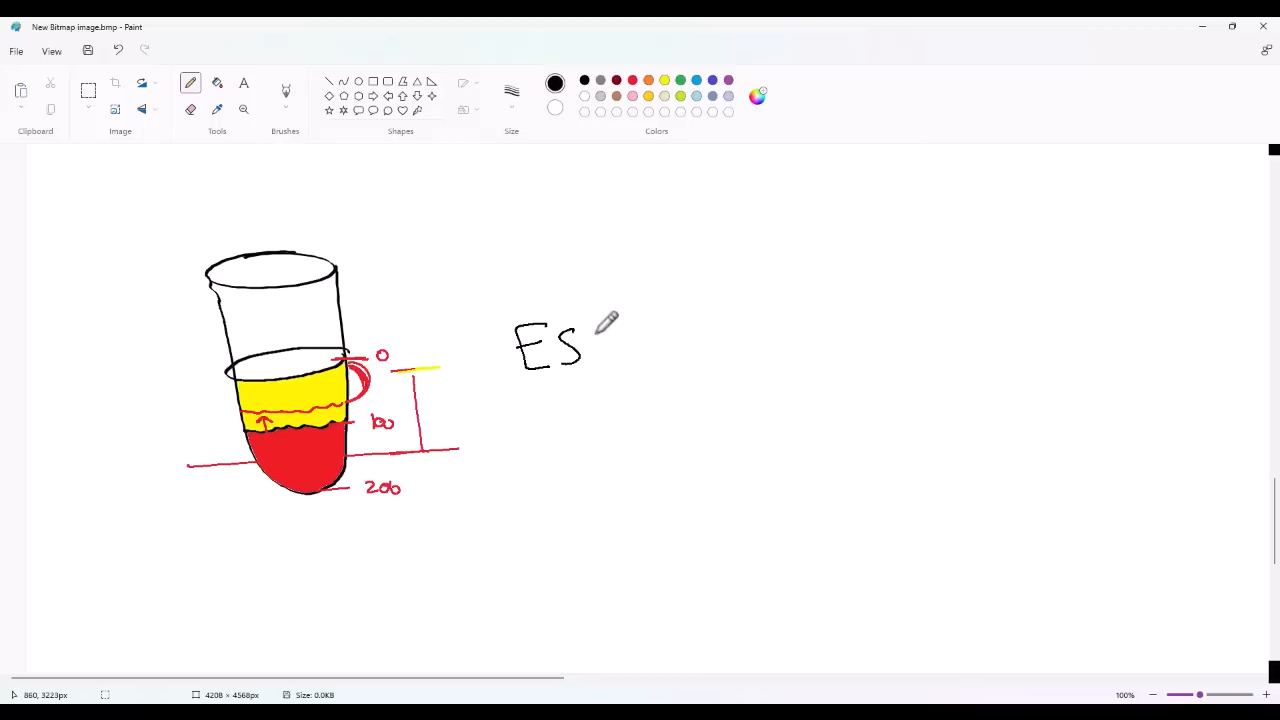 New Bitmap image.bmp - Paint
File View
Clipboard Image Tools Brushes Shapes Size Colors
0
ES
100
200
860, 3223px 4208 × 4568px Size: 0.0KB 100%